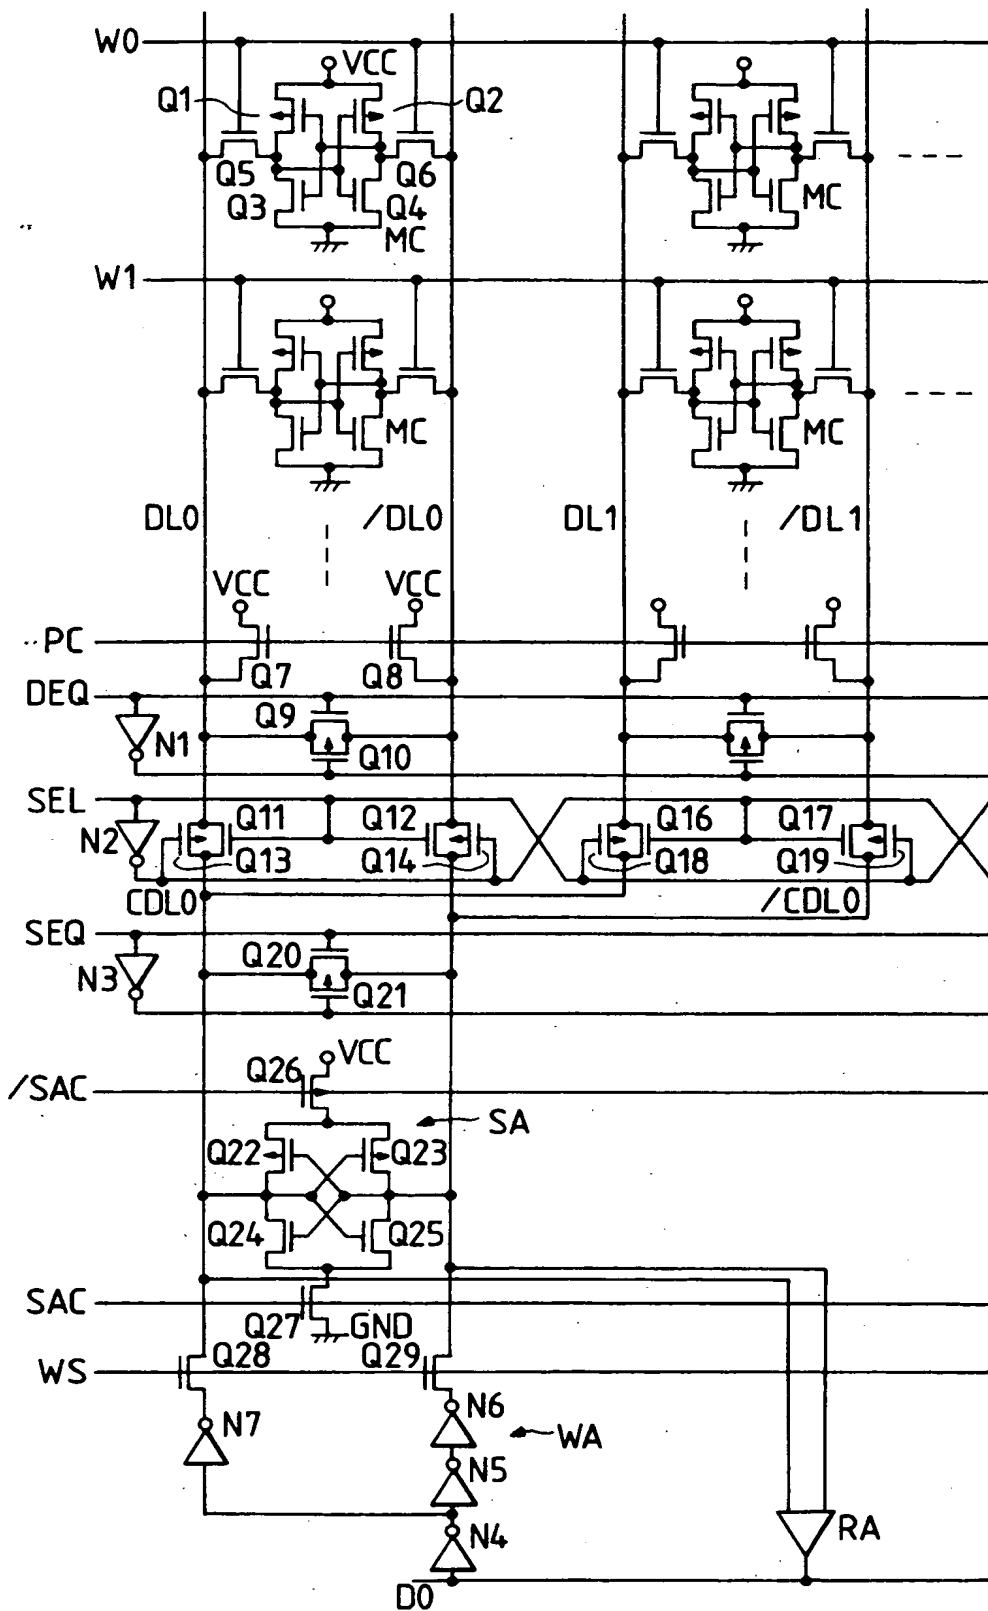 W0
VCC
Q1
Q2
Q5
Q6
Q3
Q4
MC
MC
W1
MC
MC
DL0
/DL0
DL1
/DL1
VCC
VCC
PC
Q7
Q8
DEQ
Q9
N1
Q10
SEL
Q11
Q12
Q16
Q17
N2
Q13
Q14
Q18
Q19
CDL0
/CDL0
SEQ
Q20
N3
Q21
VCC
Q26
/SAC
SA
Q22
Q23
Q24
Q25
SAC
Q27
GND
Q28
Q29
WS
N7
N6
WA
N5
N4
RA
D0